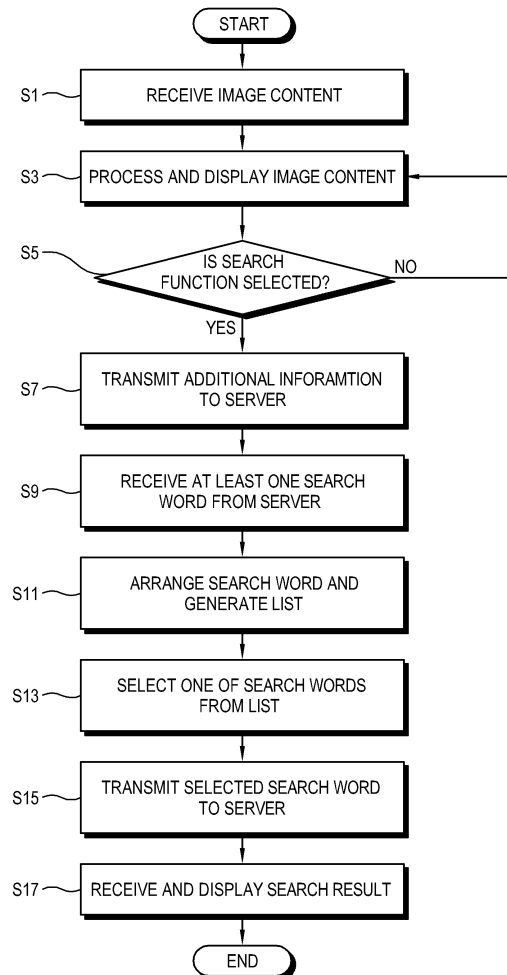 START
S1
RECEIVE IMAGE CONTENT
S3
PROCESS AND DISPLAY IMAGE CONTENT
S5
IS SEARCH
FUNCTION SELECTED?
NO
YES
S7
TRANSMIT ADDITIONAL INFORAMTION
TO SERVER
S9
RECEIVE AT LEAST ONE SEARCH
WORD FROM SERVER
S11
ARRANGE SEARCH WORD AND
GENERATE LIST
S13
SELECT ONE OF SEARCH WORDS
FROM LIST
S15
TRANSMIT SELECTED SEARCH WORD
TO SERVER
S17
RECEIVE AND DISPLAY SEARCH RESULT
END